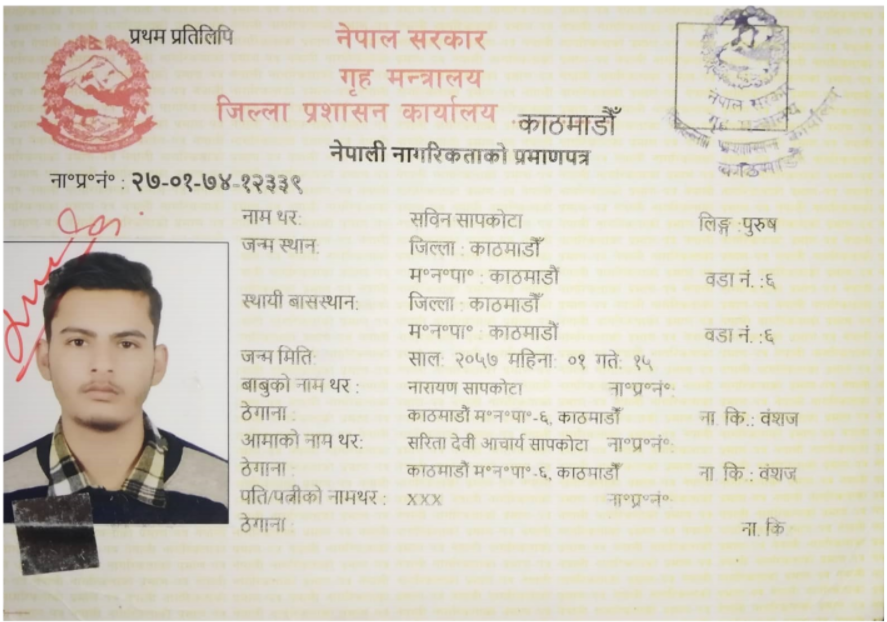 प्रथम प्रतिलिपि
नेपाल सरकार
गृह मन्त्रालय
जिल्ला प्रशासन कार्यालय काठमाडौँ
नेपाल सरकार
गृह मन्त्रालय
जिल्ला प्रशासन कार्यालय
काठमाडौँ
नेपाली नागरिकताको प्रमाणपत्र
ना॰प्र॰नं॰ : २७-०१-७४-१२३३९
नाम थर: सविन सापकोटा लिङ्ग :पुरुष
जन्म स्थान: जिल्ला : काठमाडौँ
म॰न॰पा॰ : काठमाडौं वडा नं. :६
स्थायी बासस्थान: जिल्ला : काठमाडौँ
म॰न॰पा॰ : काठमाडौं वडा नं. :६
जन्म मिति: साल: २०५७ महिना: ०१ गते: १५
बाबुको नाम थर : नारायण सापकोटा ना॰प्र॰नं॰:
ठेगाना : काठमाडौं म॰न॰पा॰-६, काठमाडौँ ना. कि.: वंशज
आमाको नाम थर: सरिता देवी आचार्य सापकोटा ना॰प्र॰नं॰:
ठेगाना : काठमाडौं म॰न॰पा॰-६, काठमाडौँ ना. कि.: वंशज
पति/पत्नीको नामथर : xxx ना॰प्र॰नं॰:
ठेगाना : ना. कि.